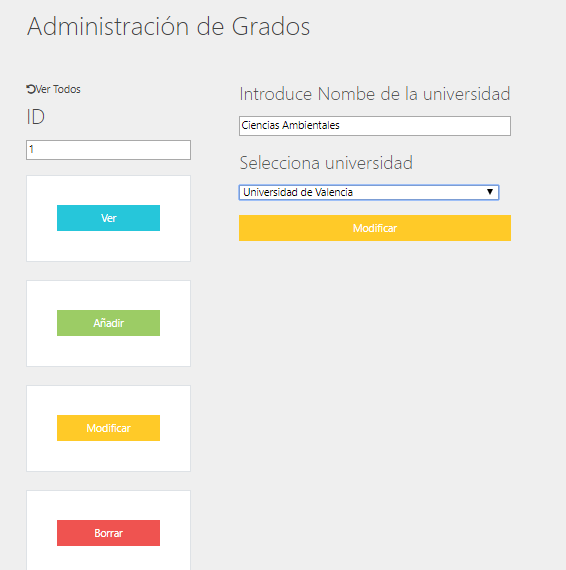 Administración de Grados
Ver Todos
ID
1
Ver
Añadir
Modificar
Borrar
Introduce Nombe de la universidad
Ciencias Ambientales
Selecciona universidad
Universidad de Valencia
Modificar